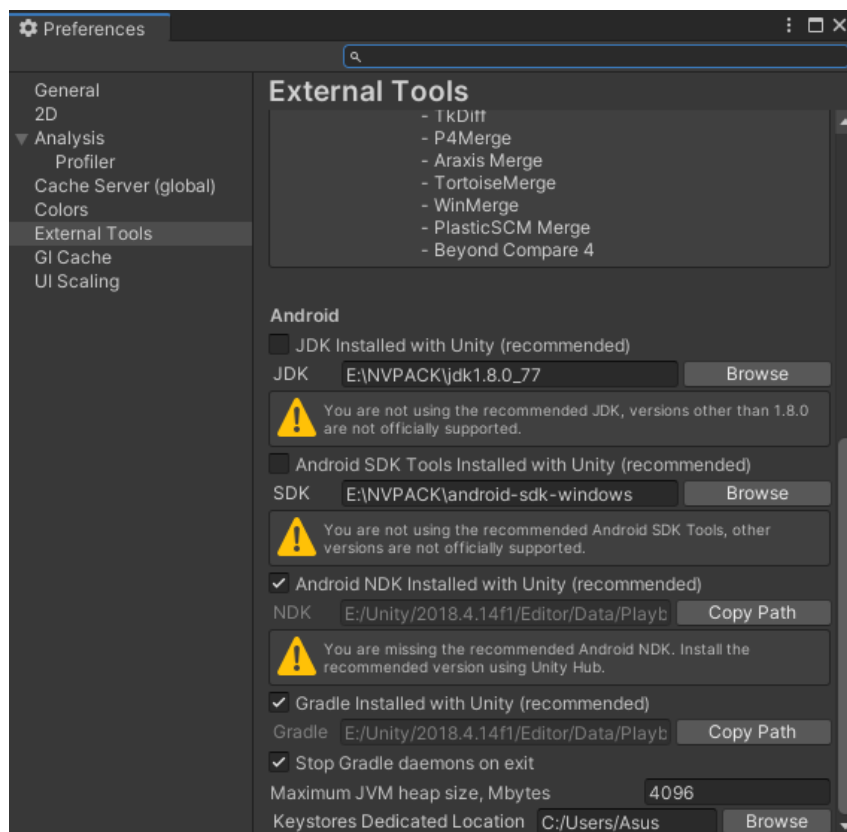 Preferences
General
2D
Analysis
Profiler
Cache Server (global)
Colors
External Tools
GI Cache
UI Scaling
External Tools
- TkDiff
- P4Merge
- Araxis Merge
- TortoiseMerge
- WinMerge
- PlasticSCM Merge
- Beyond Compare 4
Android
JDK Installed with Unity (recommended)
JDK E:\NVPACK\jdk1.8.0_77 Browse
You are not using the recommended JDK, versions other than 1.8.0
are not officially supported.
Android SDK Tools Installed with Unity (recommended)
SDK E:\NVPACK\android-sdk-windows Browse
You are not using the recommended Android SDK Tools, other
versions are not officially supported.
Android NDK Installed with Unity (recommended)
NDK E:/Unity/2018.4.14f1/Editor/Data/Playb Copy Path
You are missing the recommended Android NDK. Install the
recommended version using Unity Hub.
Gradle Installed with Unity (recommended)
Gradle E:/Unity/2018.4.14f1/Editor/Data/Playb Copy Path
Stop Gradle daemons on exit
Maximum JVM heap size, Mbytes 4096
Keystores Dedicated Location C:/Users/Asus Browse